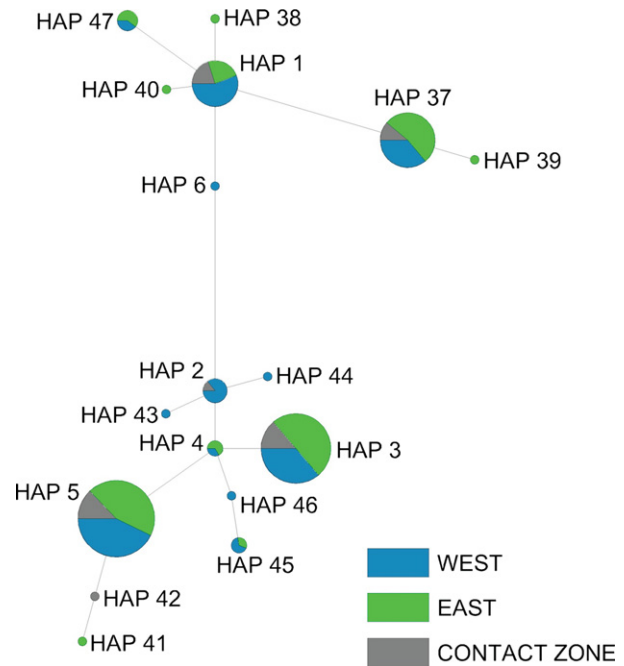 HAP 47
HAP 38
HAP 1
HAP 40
HAP 37
HAP 39
HAP 6
HAP 2
HAP 44
HAP 43
HAP 4
HAP 3
HAP 5
HAP 46
HAP 45
HAP 42
HAP 41
WEST
EAST
CONTACT ZONE